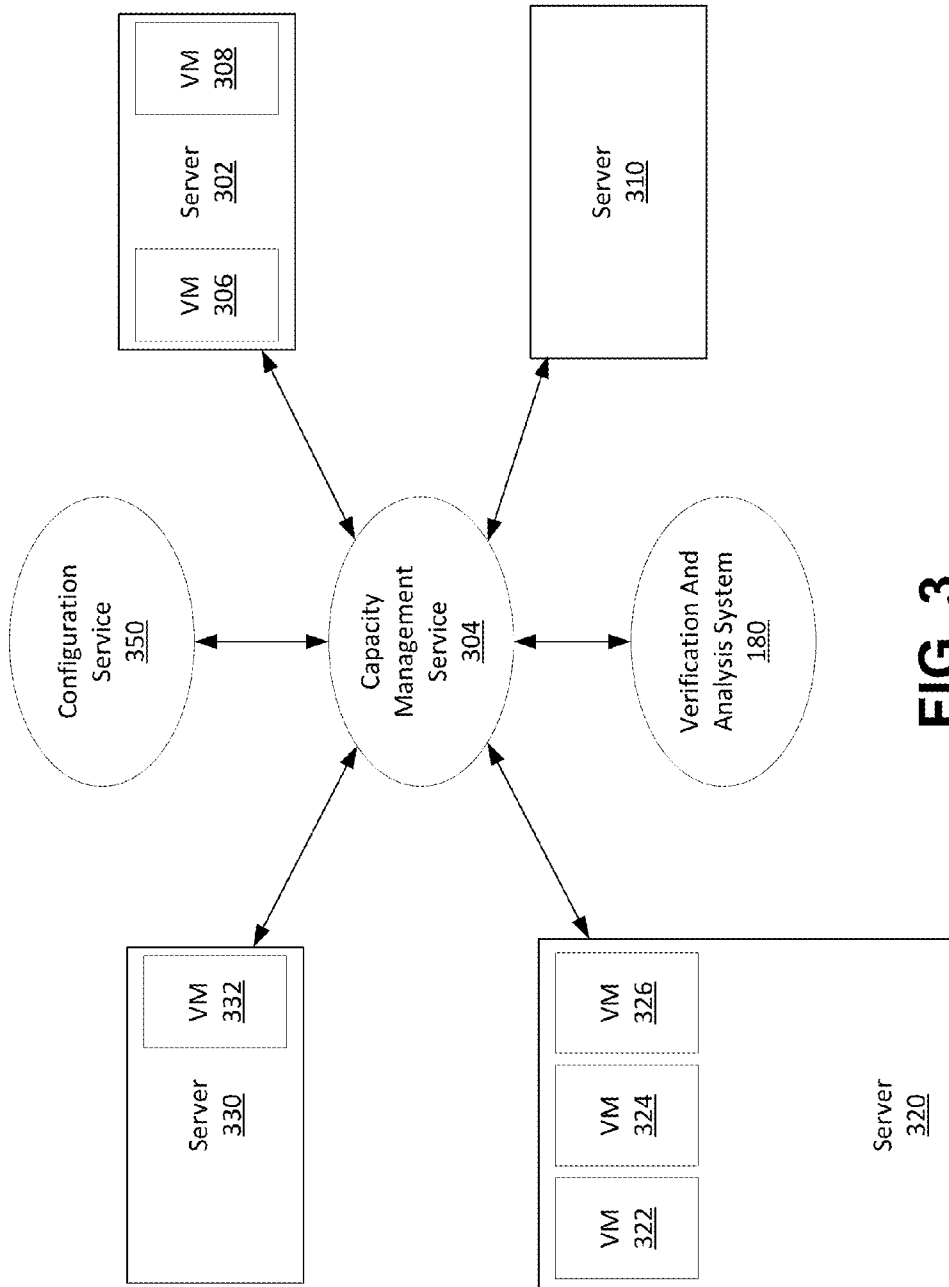 Configuration
Service
350
Server
330
VM
332
VM
306
Server
302
VM
308
Capacity
Management
Service
304
VM
322
VM
324
VM
326
Server
320
Verification And
Analysis System
180
Server
310
FIG. 3